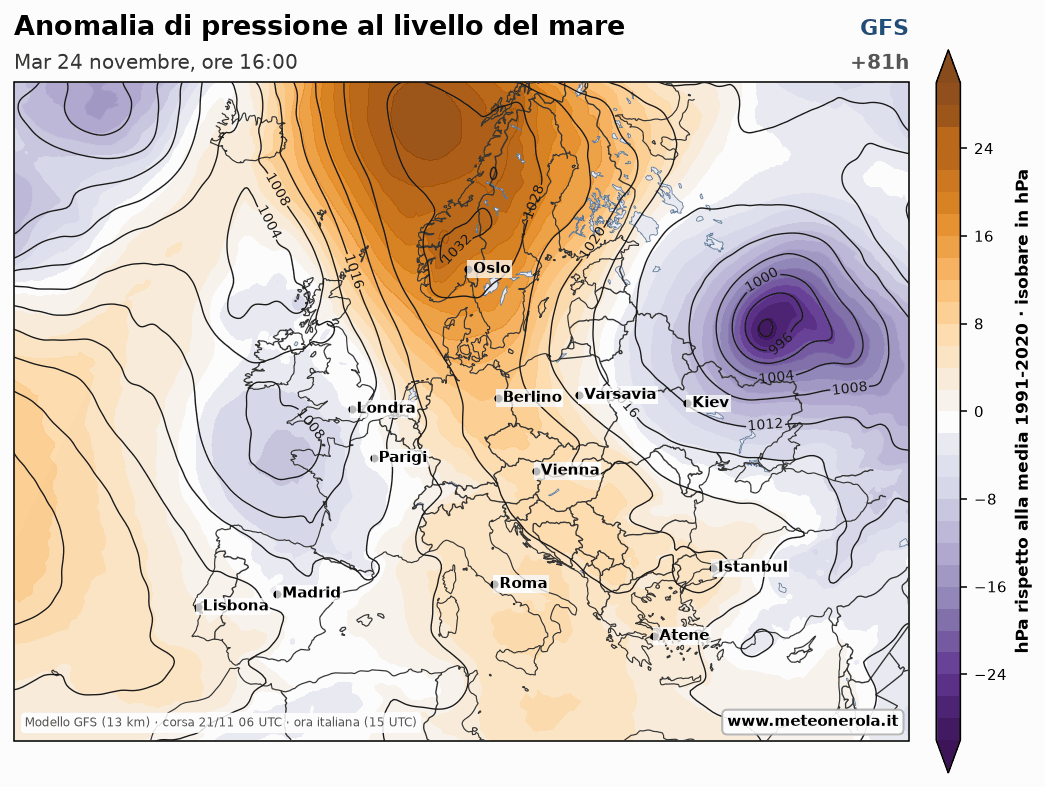 Anomalia di pressione al livello del mare
GFS
Mar 24 novembre, ore 16:00
+81h
1008
1004
1016
1028
1032
1020
Oslo
1000
996
1004
1008
1012
16
Berlino
Varsavia
Kiev
Londra
1008
Parigi
Vienna
Istanbul
Roma
Madrid
Lisbona
Atene
Modello GFS (13 km) · corsa 21/11 06 UTC · ora italiana (15 UTC)
www.meteonerola.it
24
16
8
0
−8
−16
−24
hPa rispetto alla media 1991-2020 · isobare in hPa